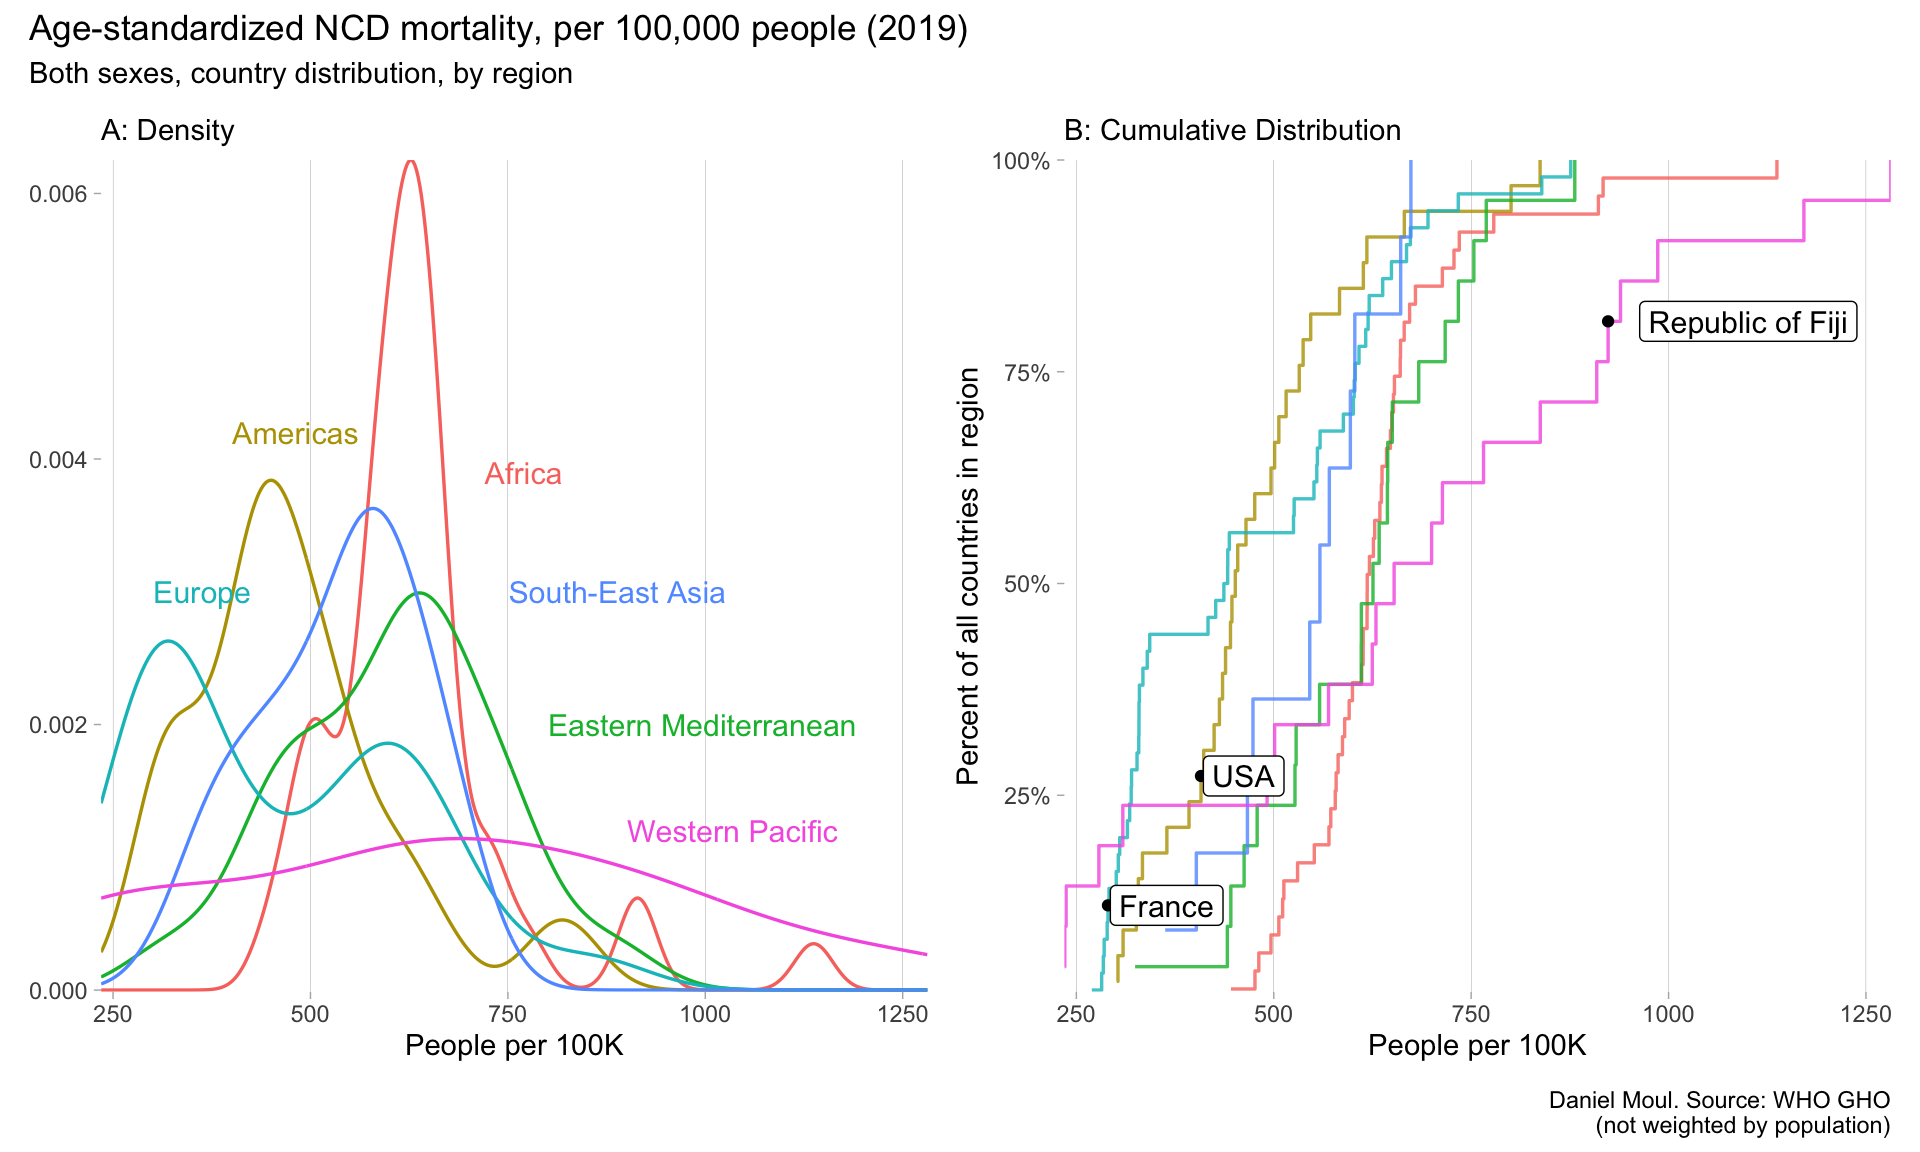 Age-standardized NCD mortality, per 100,000 people (2019)
Both sexes, country distribution, by region
A: Density
0.006
0.004
0.002
0.000
Americas
Africa
Europe
South-East Asia
Eastern Mediterranean
Western Pacific
250 500 750 1000 1250
People per 100K
B: Cumulative Distribution
Percent of all countries in region
100%
75%
50%
25%
Republic of Fiji
USA
France
250 500 750 1000 1250
People per 100K
Daniel Moul. Source: WHO GHO
(not weighted by population)